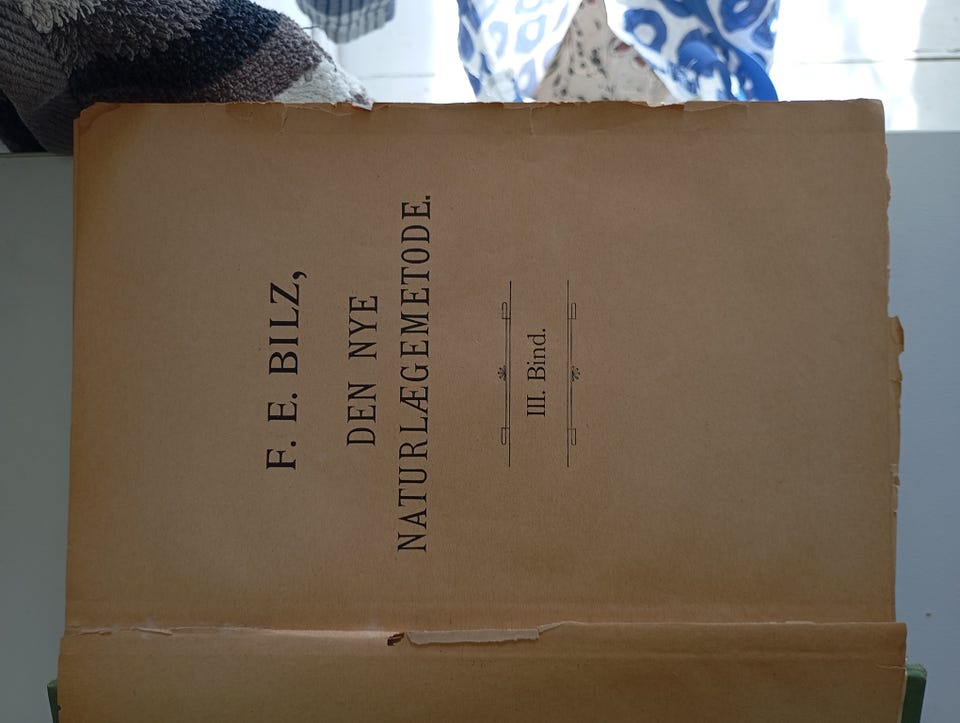 F. E. BILZ,
DEN NYE
NATURLÆGEMETODE.
III. Bind.